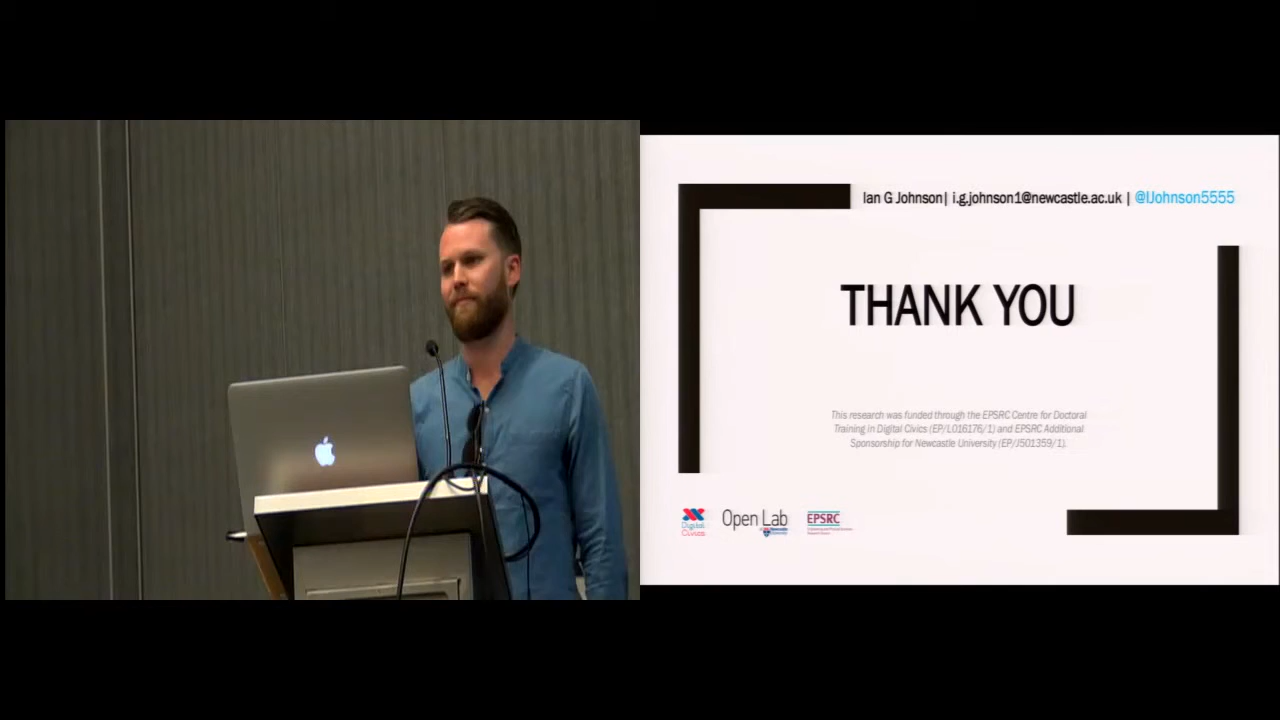 Ian G Johnson| i.g.johnson1@newcastle.ac.uk | @IJohnson5555
THANK YOU
This research was funded through the EPSRC Centre for Doctoral
Training in Digital Civics (EP/L016176/1) and EPSRC Additional
Sponsorship for Newcastle University (EP/J501359/1).
Digital
Civics
Open Lab
EPSRC